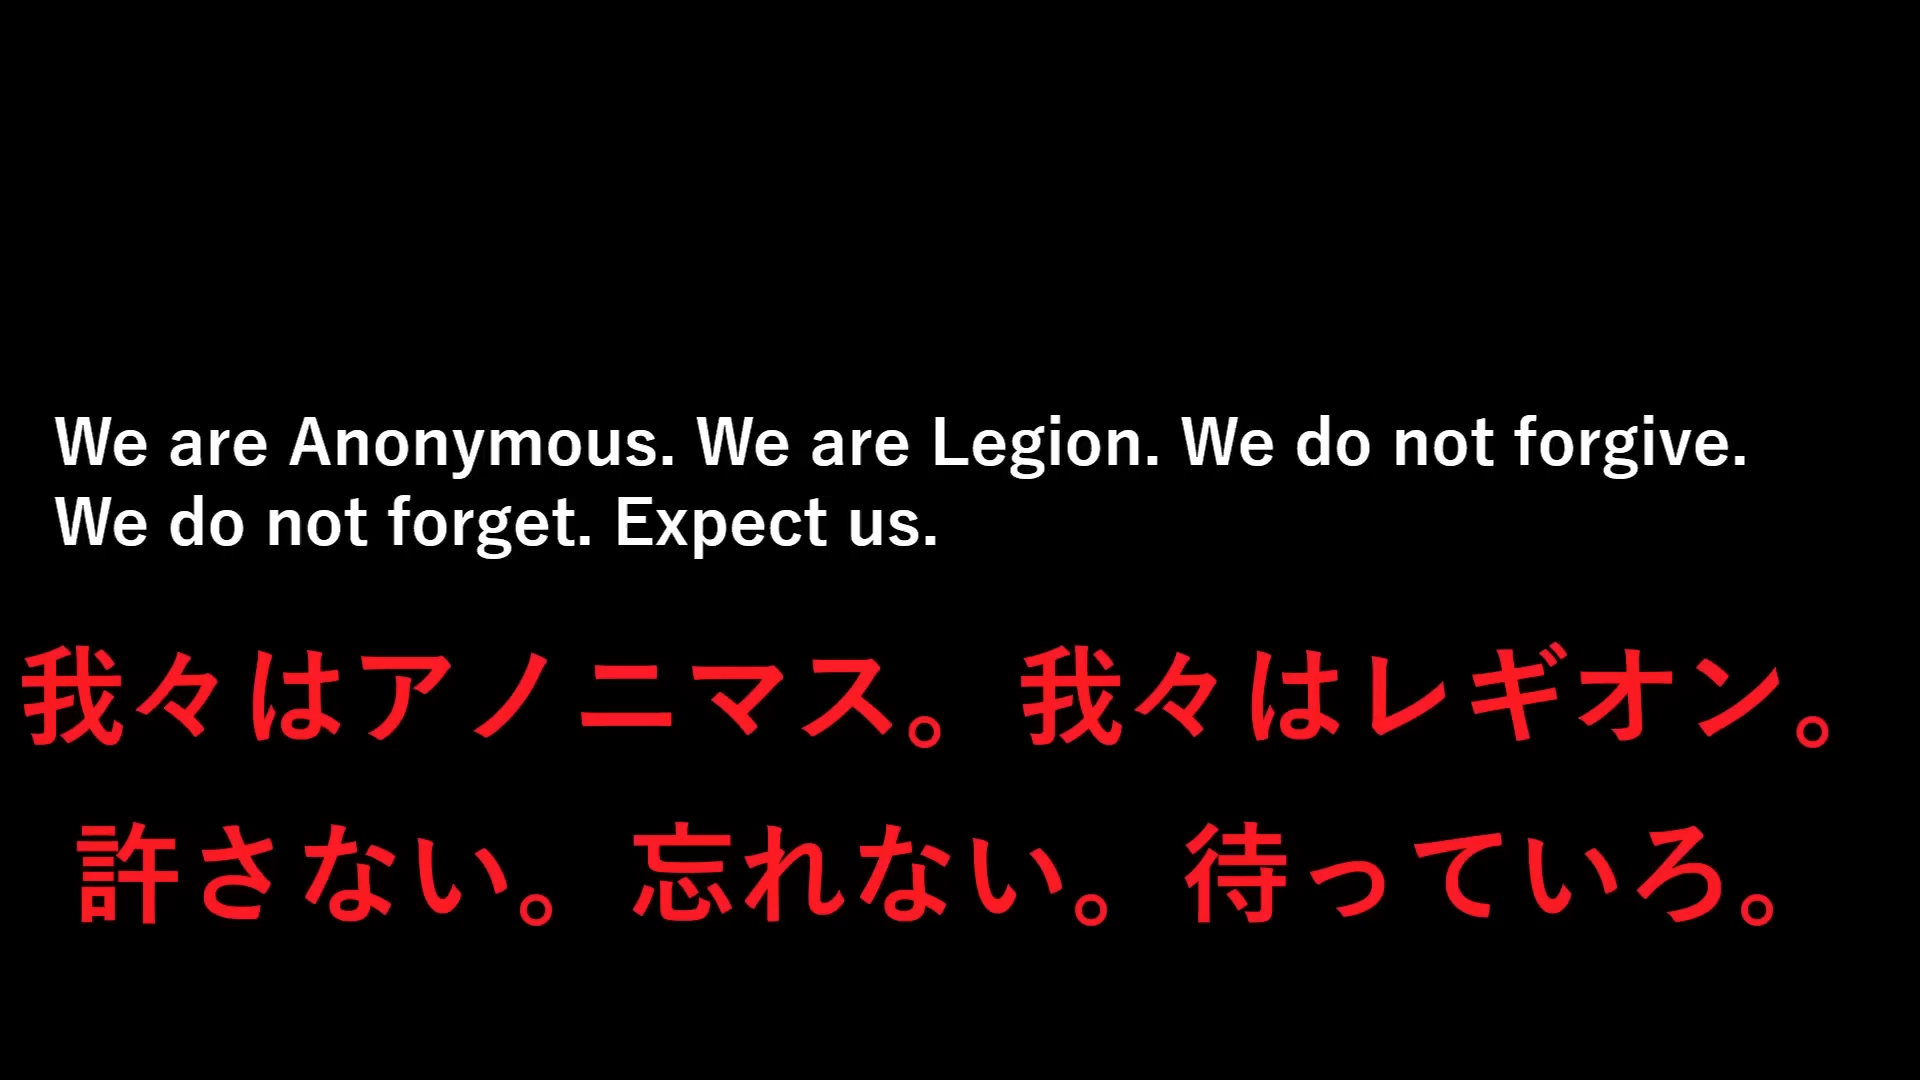 We are Anonymous. We are Legion. We do not forgive.
We do not forget. Expect us.
我々はアノニマス。我々はレギオン。
許さない。忘れない。待っていろ。